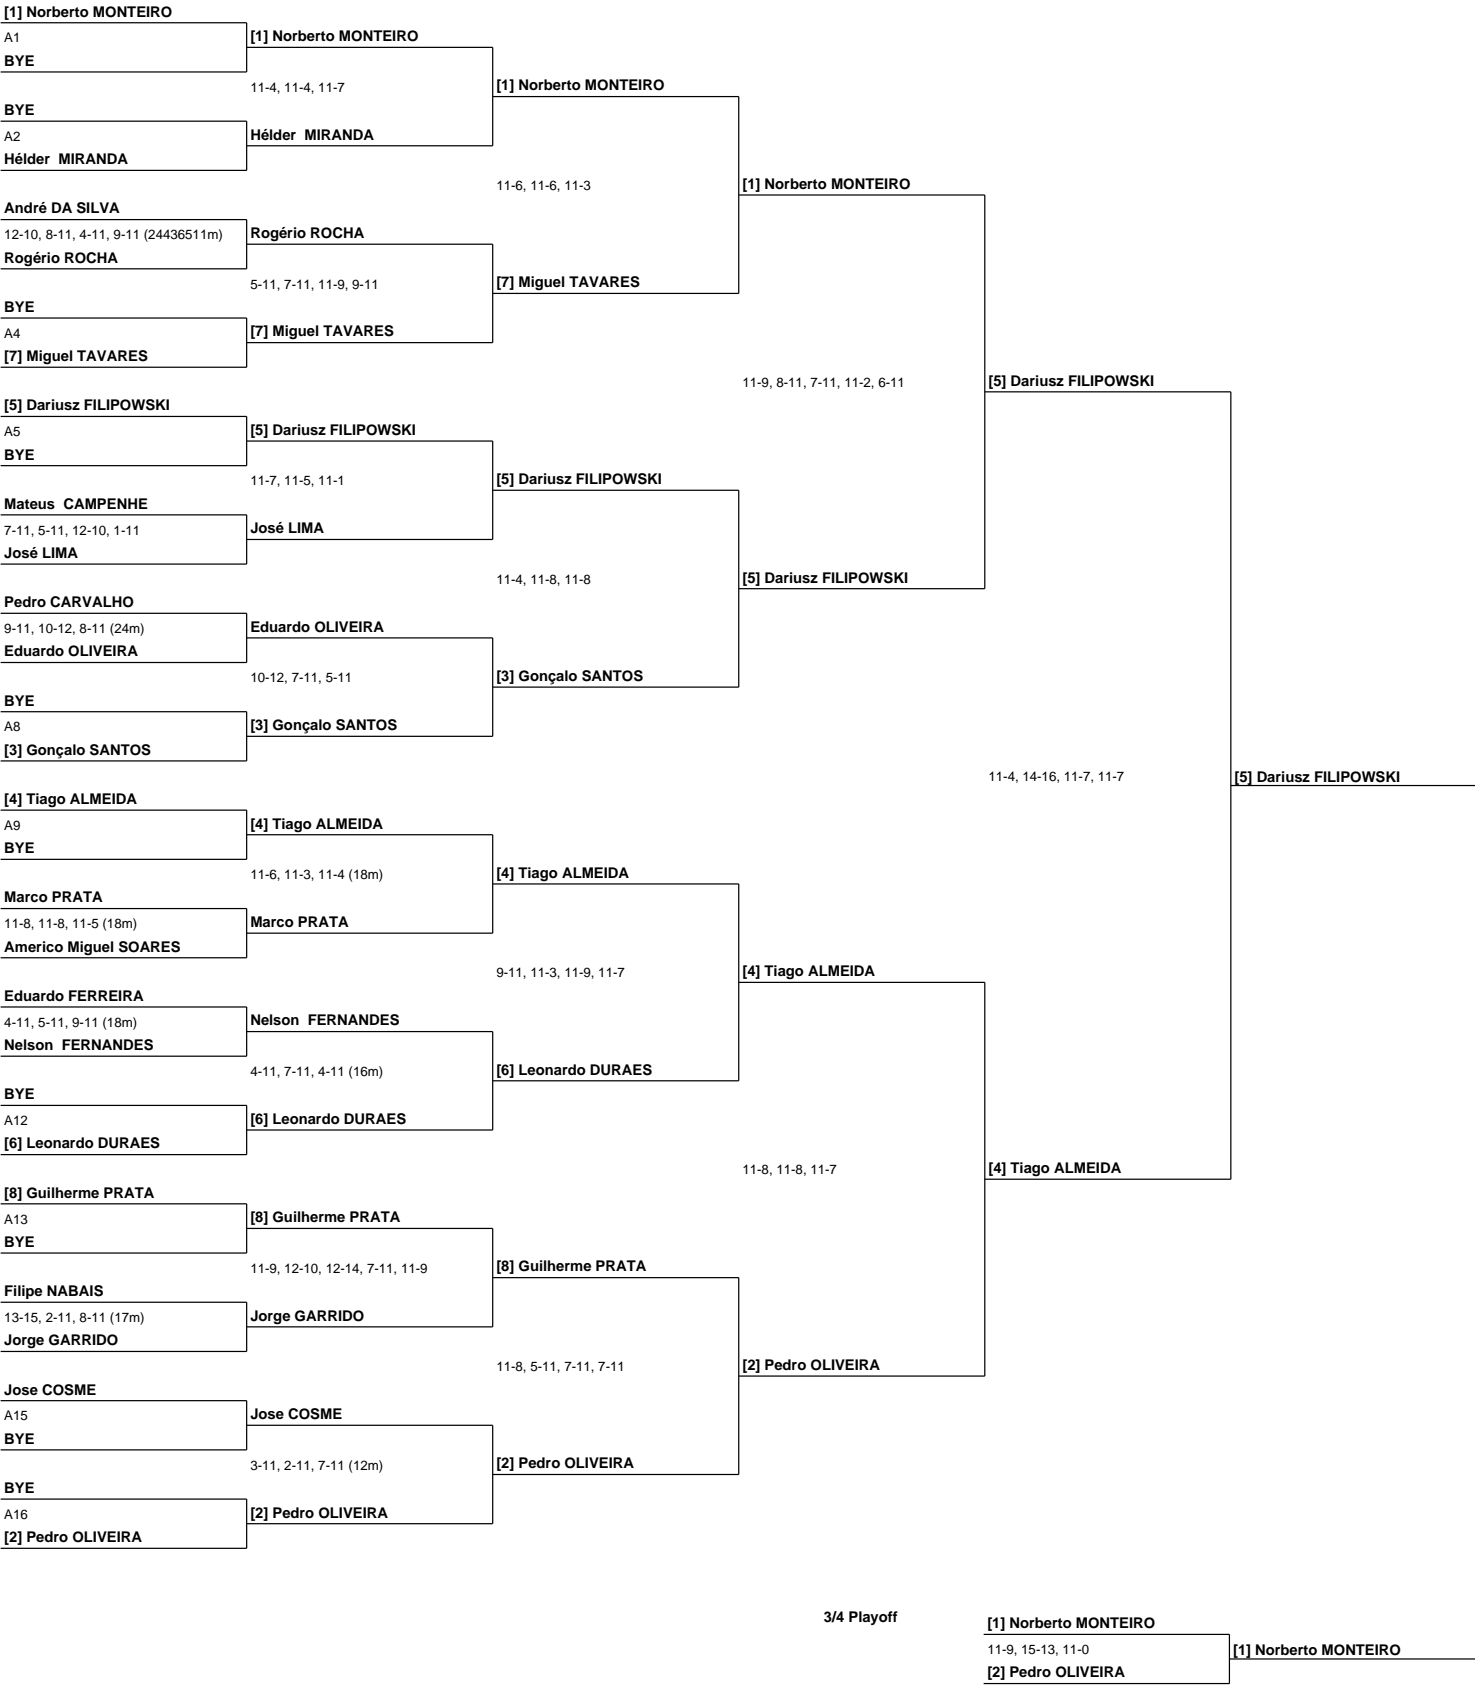 [1] Norberto MONTEIRO
A1
BYE
[1] Norberto MONTEIRO
11-4, 11-4, 11-7
BYE
A2
Hélder  MIRANDA
Hélder  MIRANDA
[1] Norberto MONTEIRO
11-6, 11-6, 11-3
André DA SILVA
12-10, 8-11, 4-11, 9-11 (24436511m)
Rogério ROCHA
Rogério ROCHA
5-11, 7-11, 11-9, 9-11
BYE
A4
[7] Miguel TAVARES
[7] Miguel TAVARES
[7] Miguel TAVARES
[1] Norberto MONTEIRO
11-9, 8-11, 7-11, 11-2, 6-11
[5] Dariusz FILIPOWSKI
A5
BYE
[5] Dariusz FILIPOWSKI
11-7, 11-5, 11-1
Mateus  CAMPENHE
7-11, 5-11, 12-10, 1-11
José LIMA
José LIMA
[5] Dariusz FILIPOWSKI
11-4, 11-8, 11-8
Pedro CARVALHO
9-11, 10-12, 8-11 (24m)
Eduardo OLIVEIRA
Eduardo OLIVEIRA
10-12, 7-11, 5-11
BYE
A8
[3] Gonçalo SANTOS
[3] Gonçalo SANTOS
[3] Gonçalo SANTOS
[5] Dariusz FILIPOWSKI
[5] Dariusz FILIPOWSKI
11-4, 14-16, 11-7, 11-7
[5] Dariusz FILIPOWSKI
[4] Tiago ALMEIDA
A9
BYE
[4] Tiago ALMEIDA
11-6, 11-3, 11-4 (18m)
Marco PRATA
11-8, 11-8, 11-5 (18m)
Americo Miguel SOARES
Marco PRATA
[4] Tiago ALMEIDA
9-11, 11-3, 11-9, 11-7
Eduardo FERREIRA
4-11, 5-11, 9-11 (18m)
Nelson  FERNANDES
Nelson  FERNANDES
4-11, 7-11, 4-11 (16m)
BYE
A12
[6] Leonardo DURAES
[6] Leonardo DURAES
[6] Leonardo DURAES
[4] Tiago ALMEIDA
11-8, 11-8, 11-7
[4] Tiago ALMEIDA
[8] Guilherme PRATA
A13
BYE
[8] Guilherme PRATA
11-9, 12-10, 12-14, 7-11, 11-9
Filipe NABAIS
13-15, 2-11, 8-11 (17m)
Jorge GARRIDO
Jorge GARRIDO
[8] Guilherme PRATA
11-8, 5-11, 7-11, 7-11
[2] Pedro OLIVEIRA
Jose COSME
A15
BYE
Jose COSME
3-11, 2-11, 7-11 (12m)
BYE
A16
[2] Pedro OLIVEIRA
[2] Pedro OLIVEIRA
[2] Pedro OLIVEIRA
3/4 Playoff
[1] Norberto MONTEIRO
11-9, 15-13, 11-0
[2] Pedro OLIVEIRA
[1] Norberto MONTEIRO